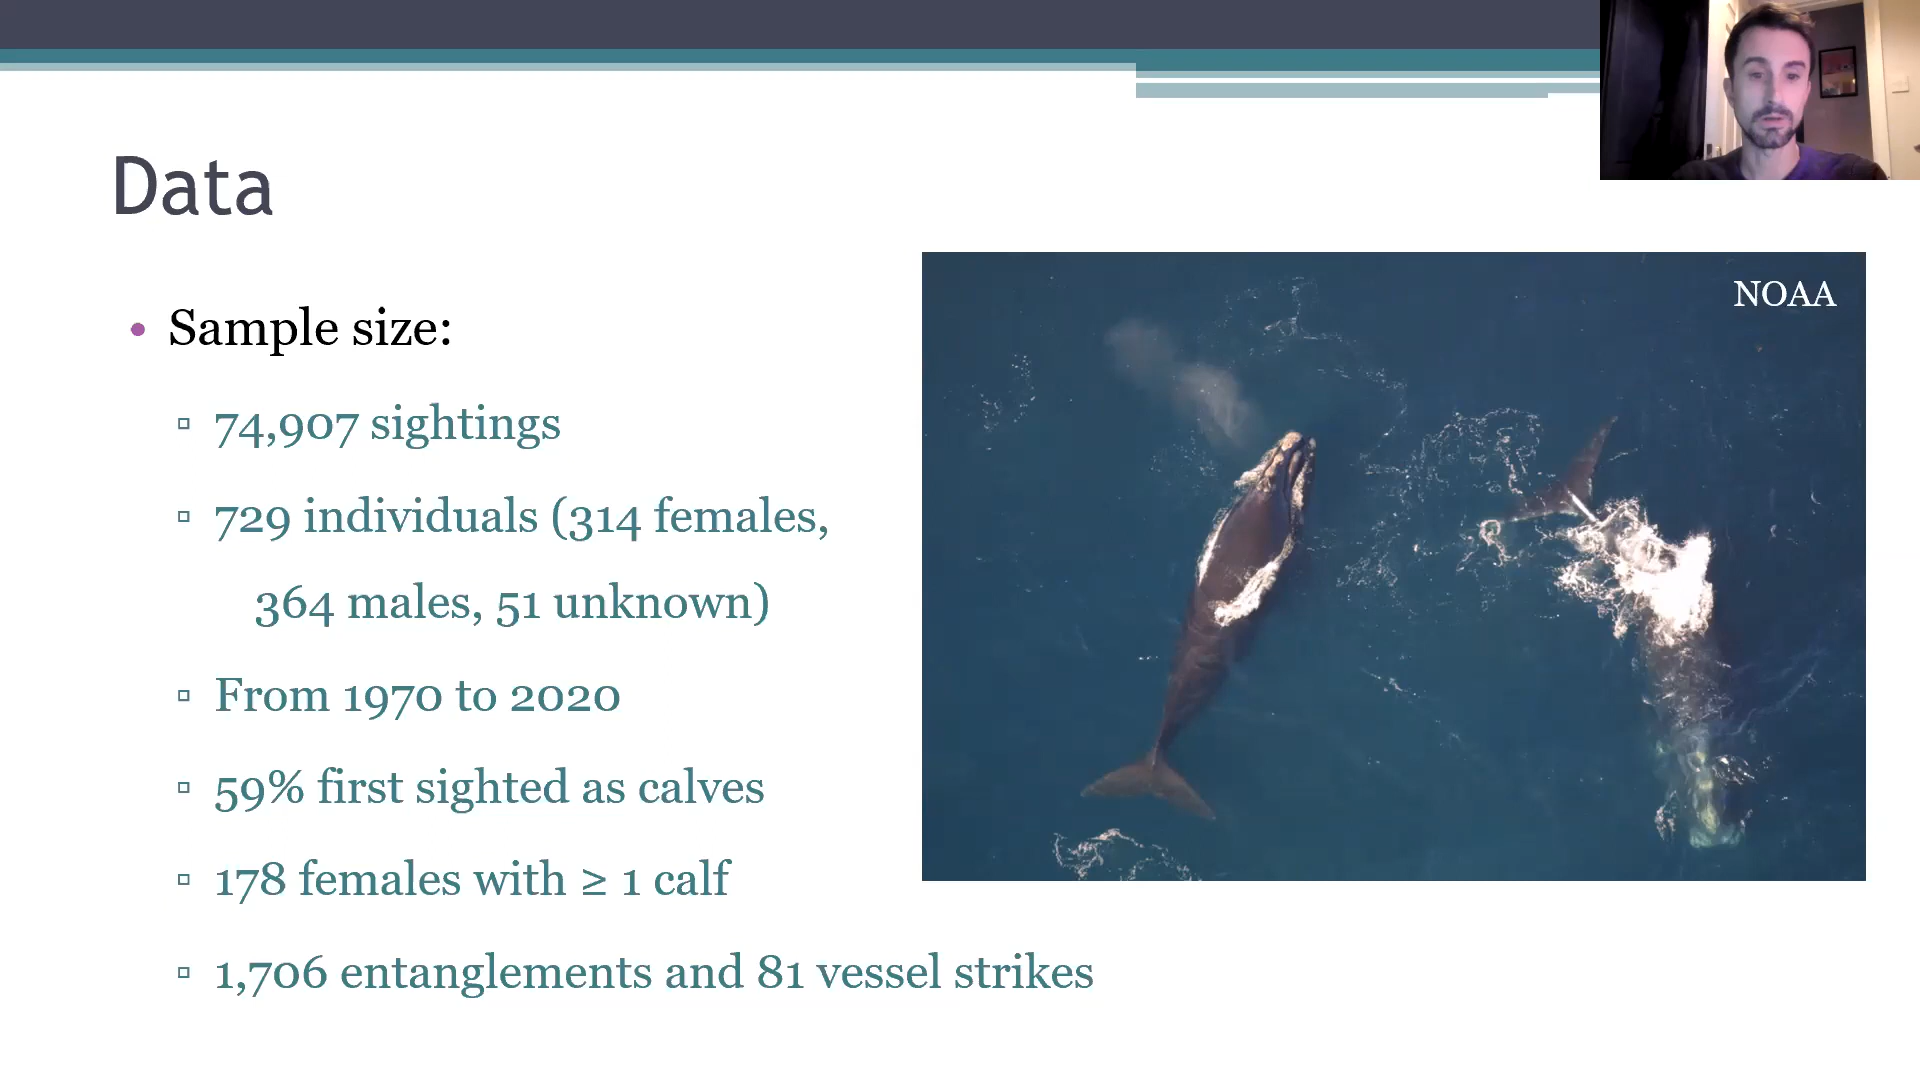 Data
NOAA
• Sample size:
▫ 74,907 sightings
▫ 729 individuals (314 females,
364 males, 51 unknown)
▫ From 1970 to 2020
▫ 59% first sighted as calves
▫ 178 females with ≥ 1 calf
▫ 1,706 entanglements and 81 vessel strikes